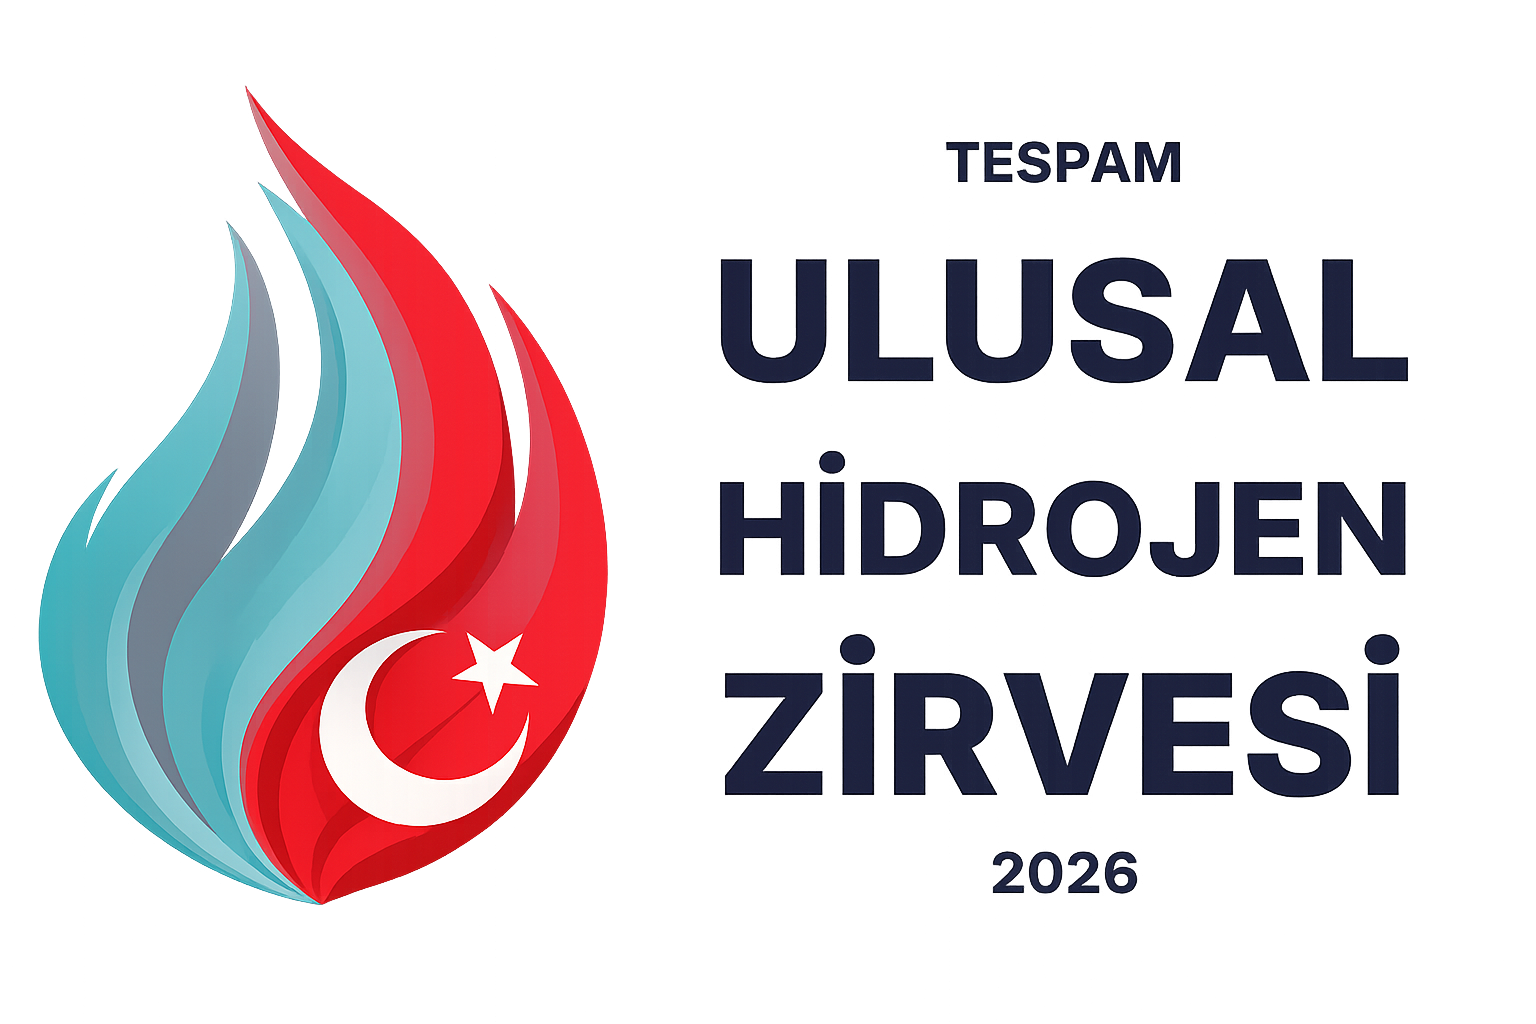 TESPAM
ULUSAL
HİDROJEN
ZİRVESİ
2026